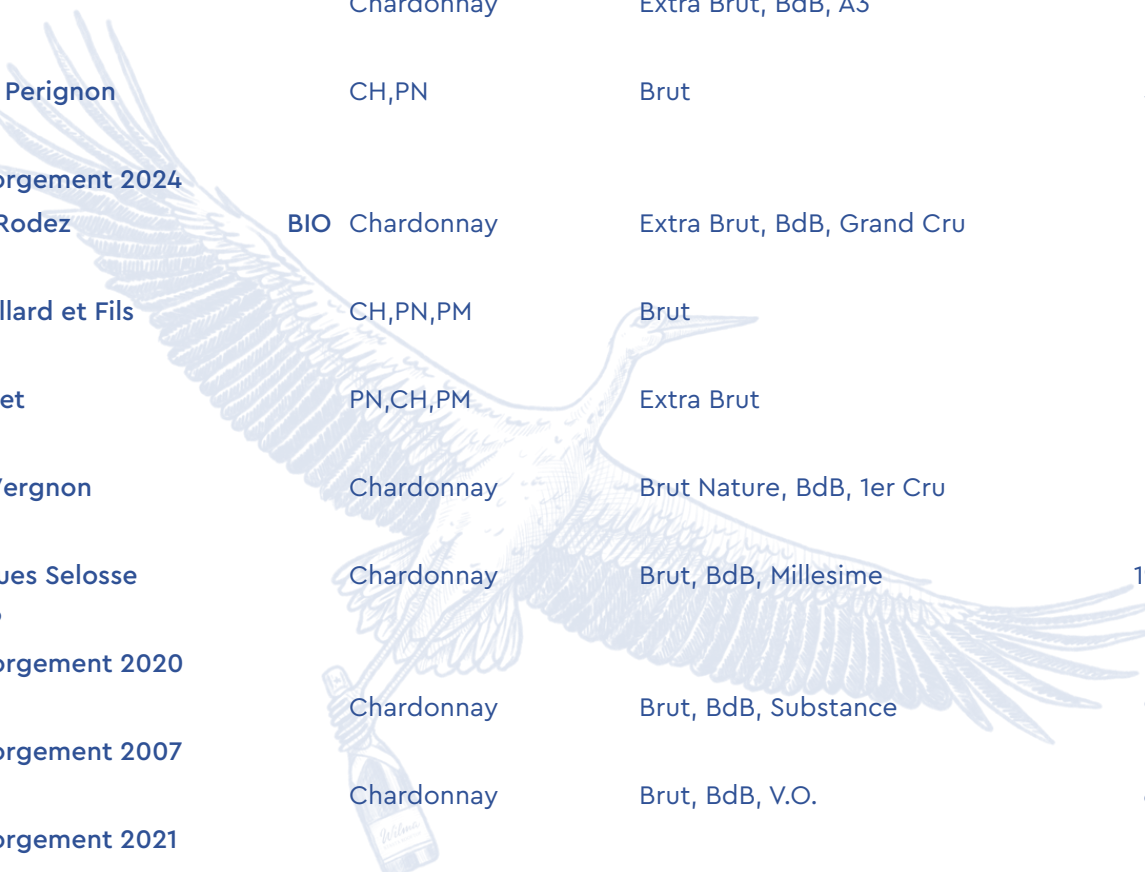 Chardonnay Extra Brut, BdB, A3
Perignon CH,PN Brut
orgement 2024
Rodez BIO Chardonnay Extra Brut, BdB, Grand Cru
llard et Fils CH,PN,PM Brut
et PN,CH,PM Extra Brut
Vergnon Chardonnay Brut Nature, BdB, 1er Cru
ues Selosse Chardonnay Brut, BdB, Millesime 1
orgement 2020
Chardonnay Brut, BdB, Substance
orgement 2007
Chardonnay Brut, BdB, V.O.
orgement 2021
Wilma